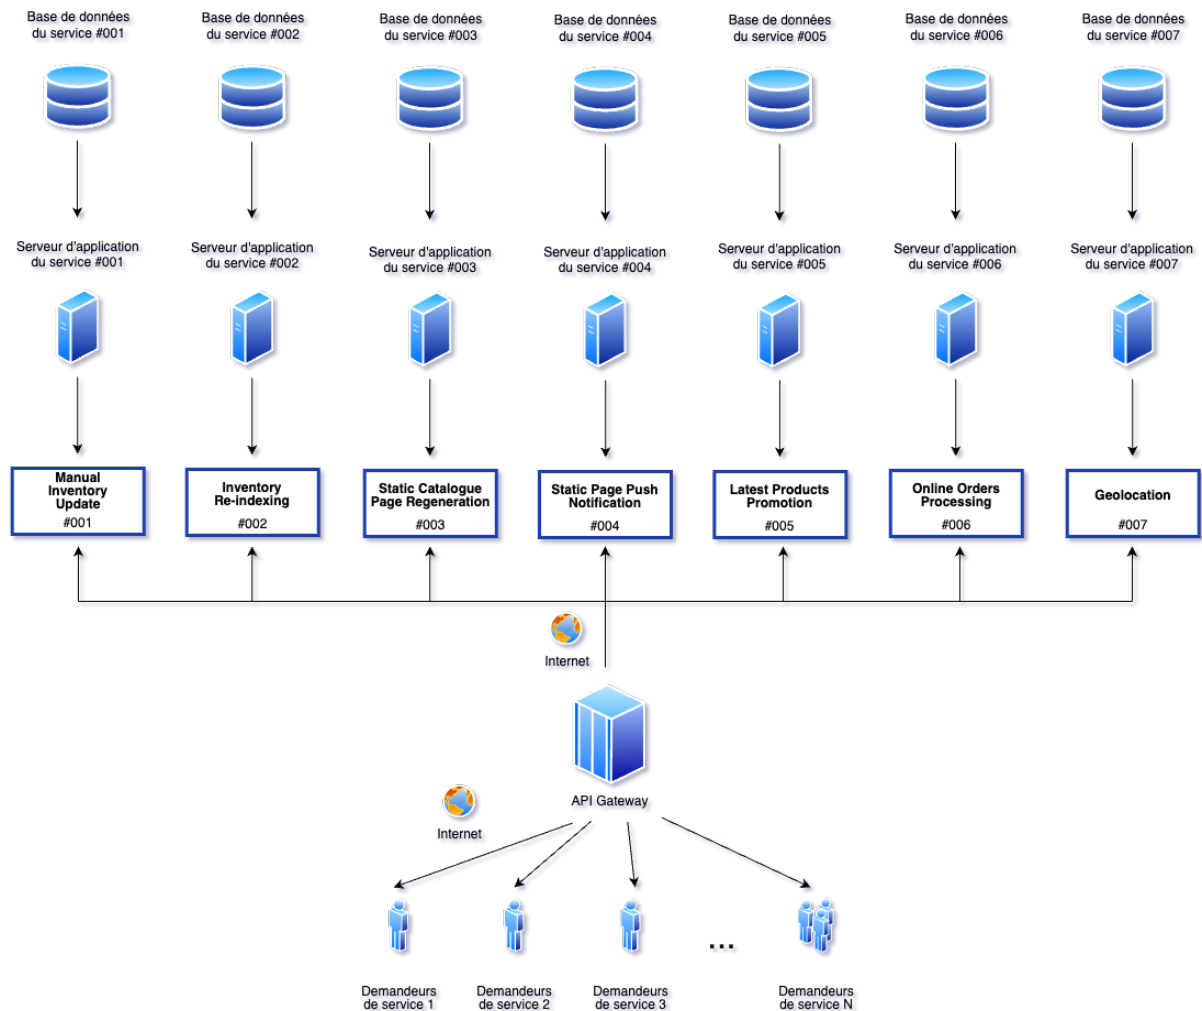 Base de données
du service #001
Base de données
du service #002
Base de données
du service #003
Base de données
du service #004
Base de données
du service #005
Base de données
du service #006
Base de données
du service #007
Serveur d'application
du service #001
Serveur d'application
du service #002
Serveur d'application
du service #003
Serveur d'application
du service #004
Serveur d'application
du service #005
Serveur d'application
du service #006
Serveur d'application
du service #007
Manual
Inventory
Update
#001
Inventory
Re-indexing
#002
Static Catalogue
Page Regeneration
#003
Static Page Push
Notification
#004
Latest Products
Promotion
#005
Online Orders
Processing
#006
Geolocation
#007
Internet
API Gateway
Internet
...
Demandeurs
de service 1
Demandeurs
de service 2
Demandeurs
de service 3
Demandeurs
de service N